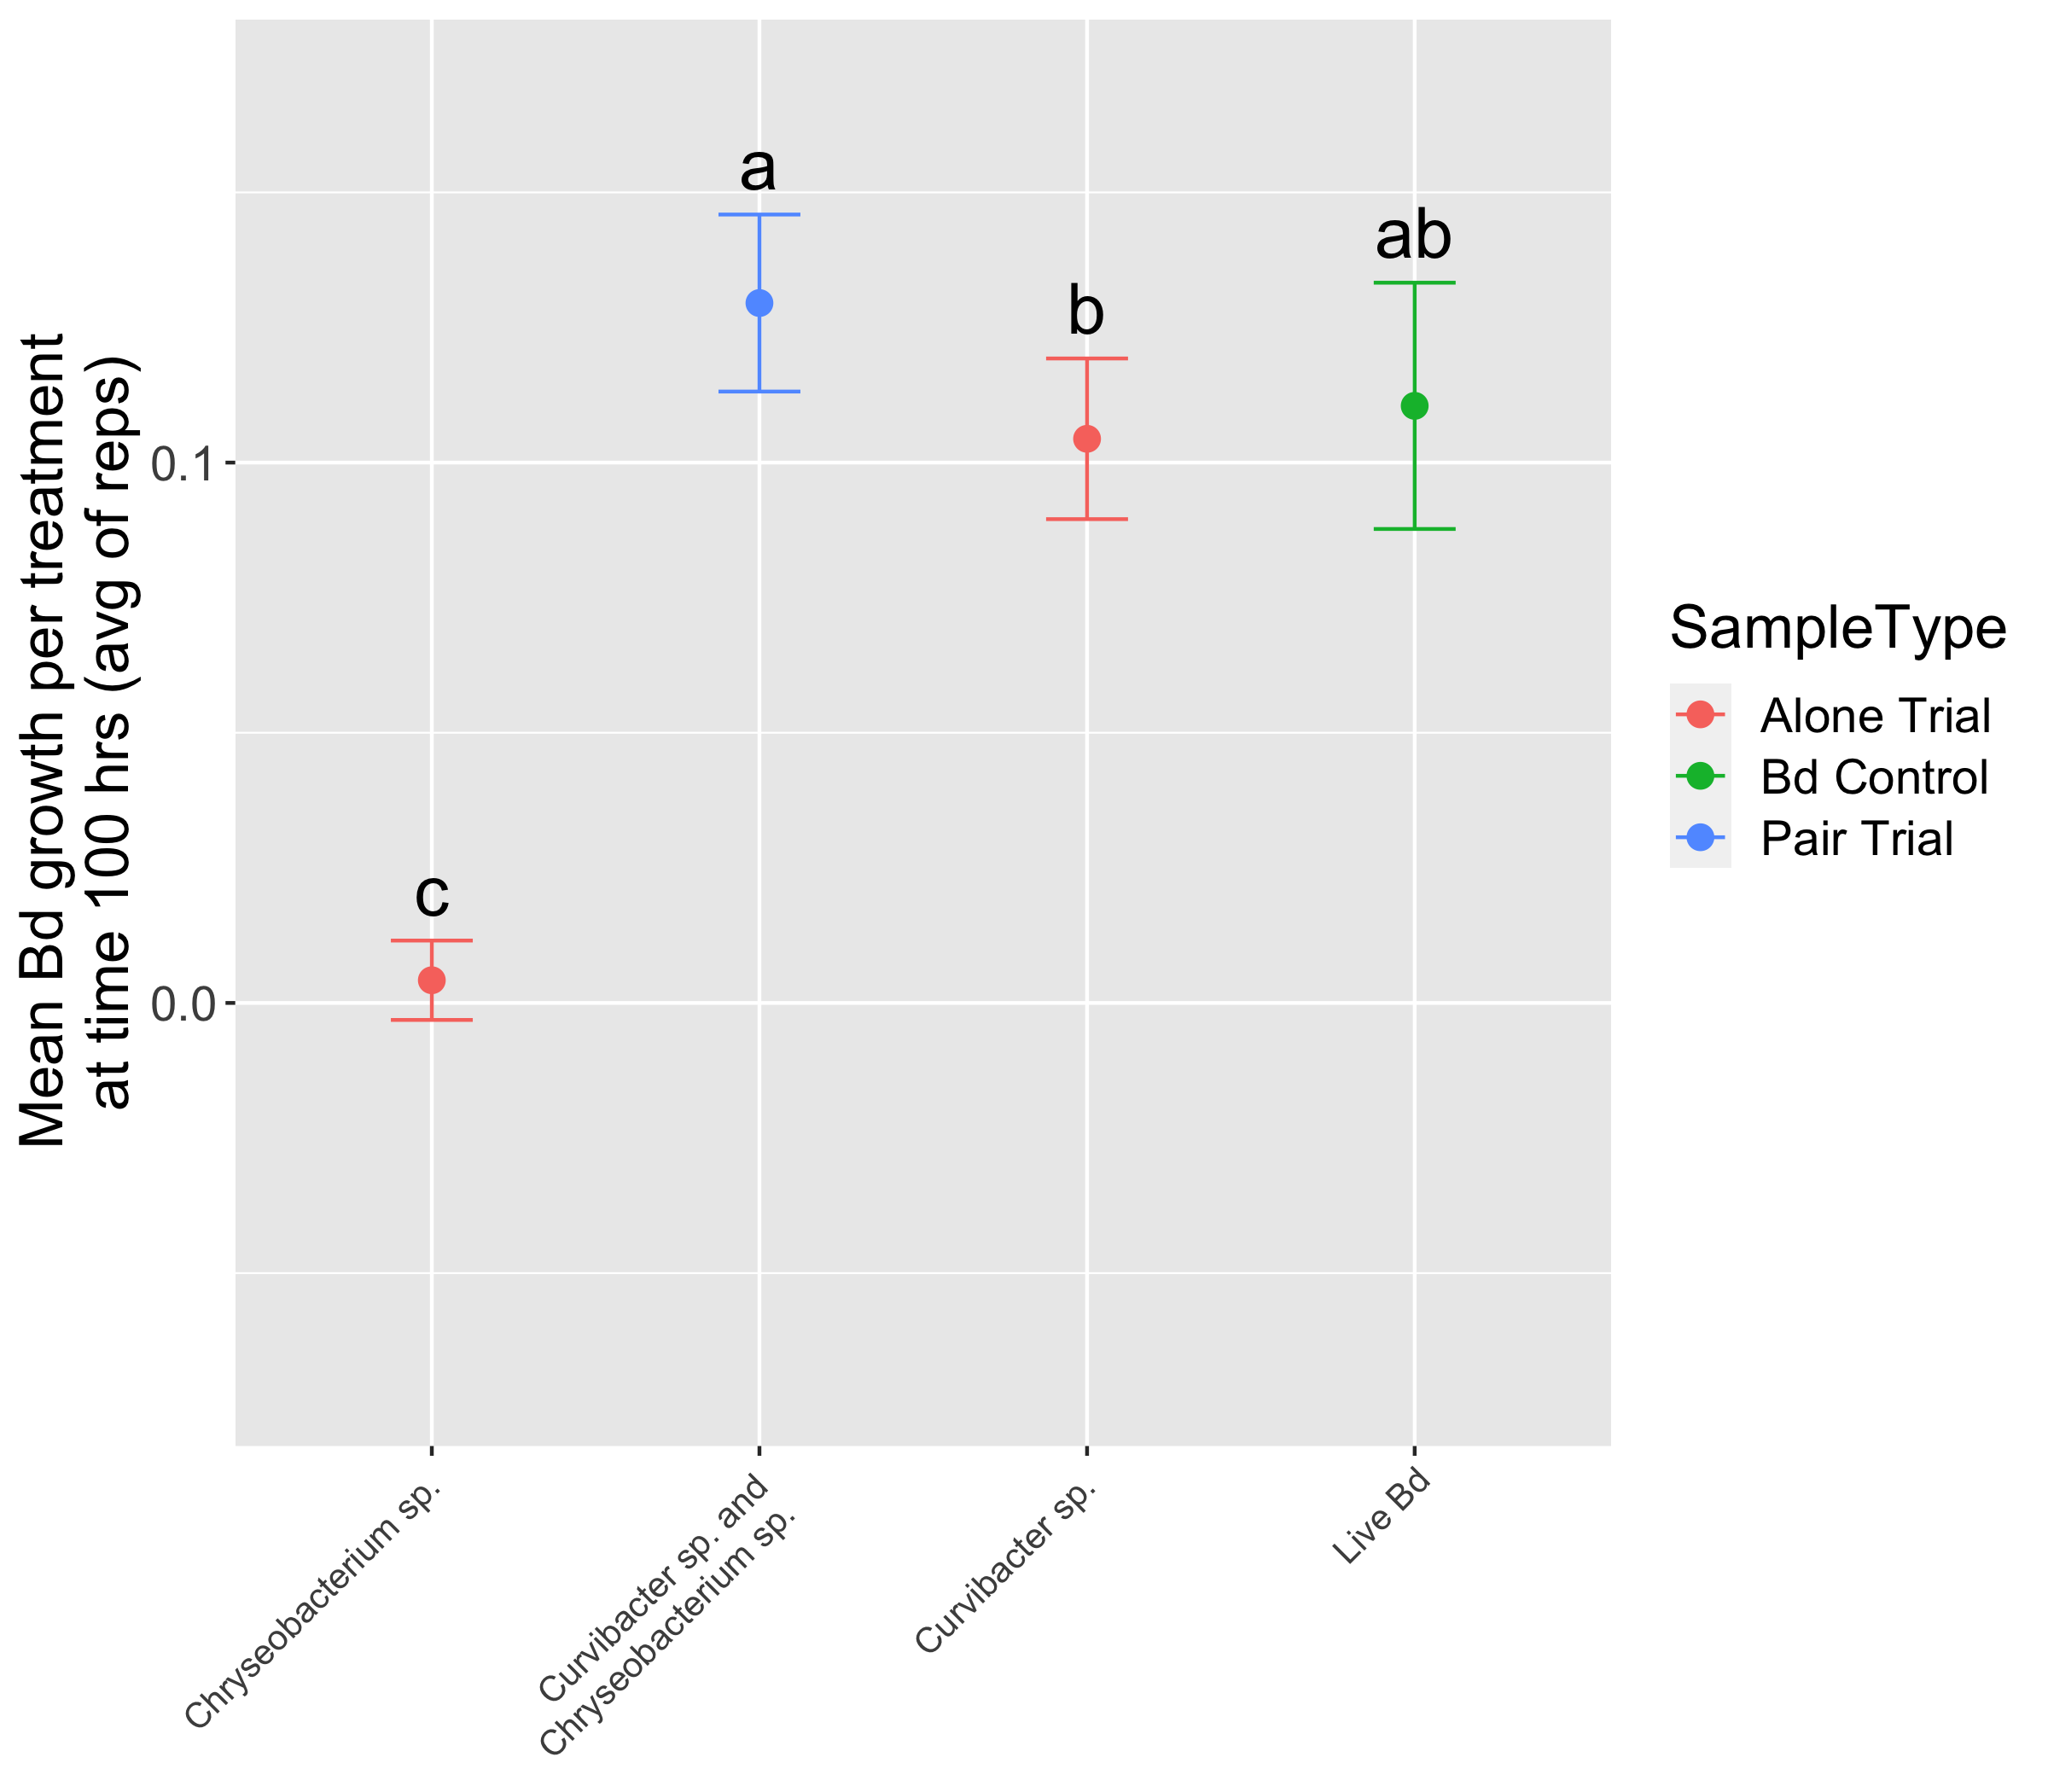 Mean Bd growth per treatment
at time 100 hrs (avg of reps)
0.1
0.0
a
b
ab
c
Chryseobacterium sp.
Curvibacter sp. and
Chryseobacterium sp.
Curvibacter sp.
Live Bd
SampleType
Alone Trial
Bd Control
Pair Trial